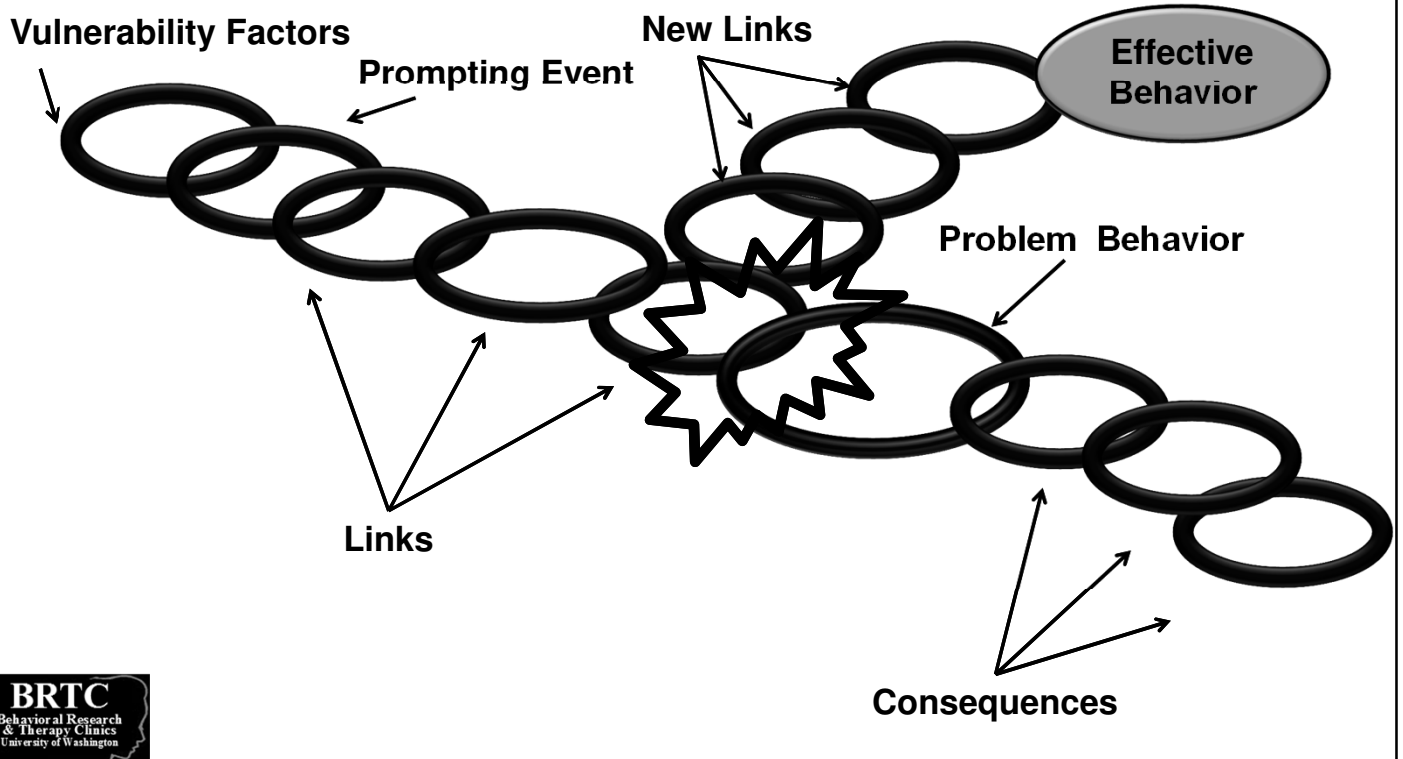 Vulnerability Factors
Prompting Event
New Links
Effective
Behavior
Problem Behavior
Links
Consequences
BRTC
Behavioral Research
& Therapy Clinics
University of Washington